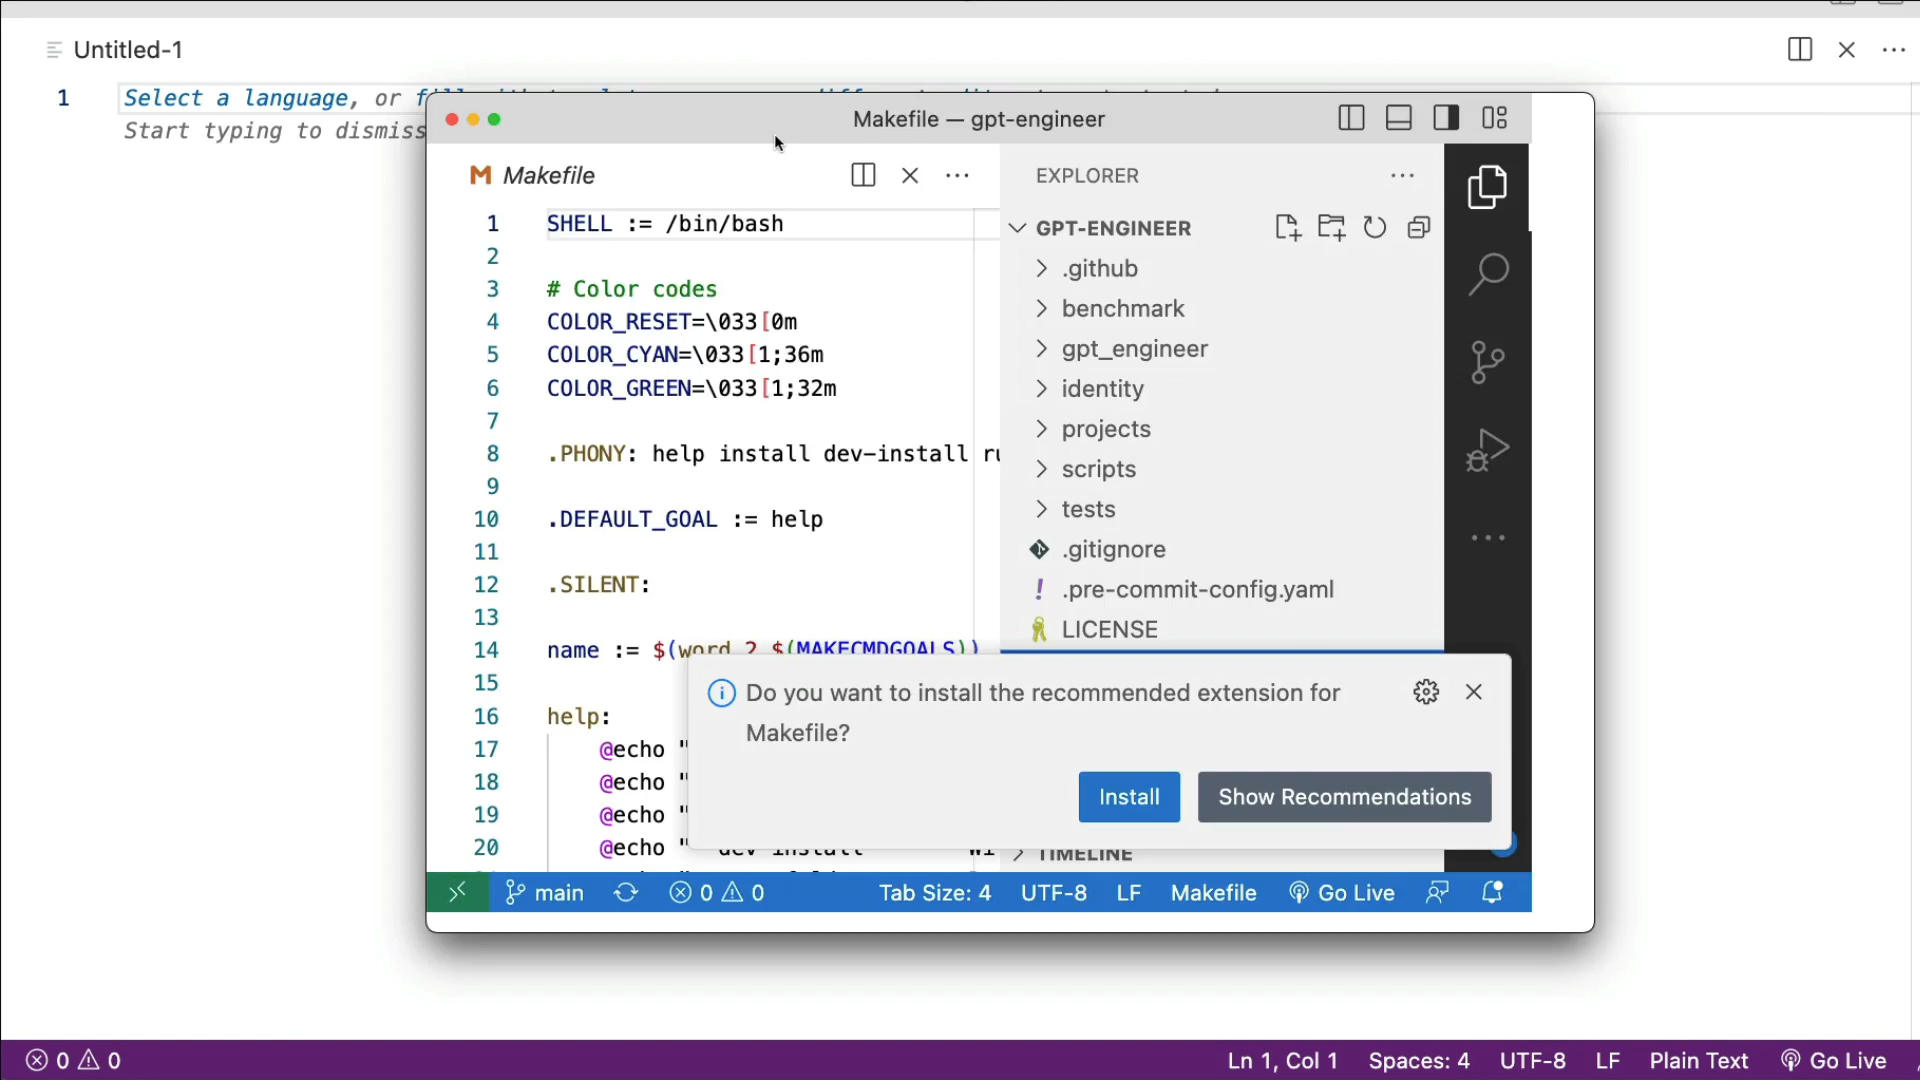 Untitled-1
1 Select a language, or
Start typing to dismiss
Makefile — gpt-engineer
Makefile
1 SHELL := /bin/bash
2
3 # Color codes
4 COLOR_RESET=\033[0m
5 COLOR_CYAN=\033[1;36m
6 COLOR_GREEN=\033[1;32m
7
8 .PHONY: help install dev-install
9
10 .DEFAULT_GOAL := help
11
12 .SILENT:
13
14 name := $(word 2,$(MAKECMDGOALS))
15
16 help:
17 @echo "
18 @echo "
19 @echo "
20 @echo "
EXPLORER
GPT-ENGINEER
.github
benchmark
gpt_engineer
identity
projects
scripts
tests
.gitignore
.pre-commit-config.yaml
LICENSE
TIMELINE
Do you want to install the recommended extension for
Makefile?
Install Show Recommendations
main 0 0 Tab Size: 4 UTF-8 LF Makefile Go Live
0 0 Ln 1, Col 1 Spaces: 4 UTF-8 LF Plain Text Go Live